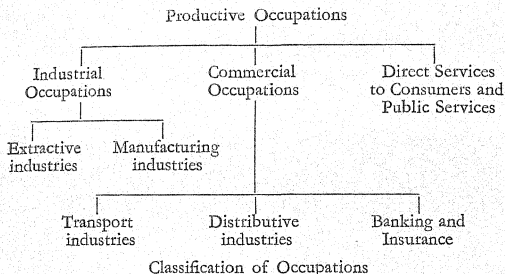 Productive Occupations
Industrial
Occupations
Commercial
Occupations
Direct Services
to Consumers and
Public Services
Extractive
industries
Manufacturing
industries
Transport
industries
Distributive
industries
Banking and
Insurance
Classification of Occupations